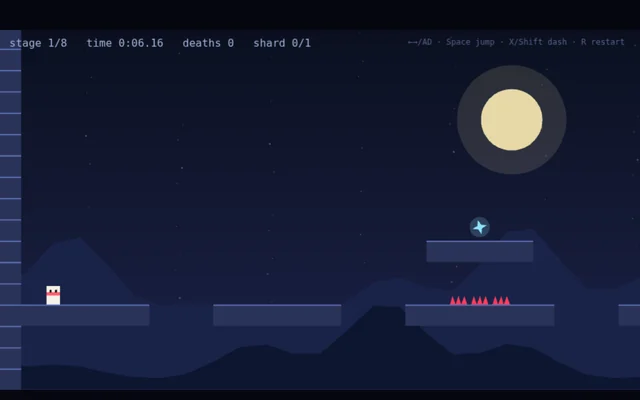 stage 1/8 time 0:06.16 deaths 0 shard 0/1
←→/AD · Space jump · X/Shift dash · R restart